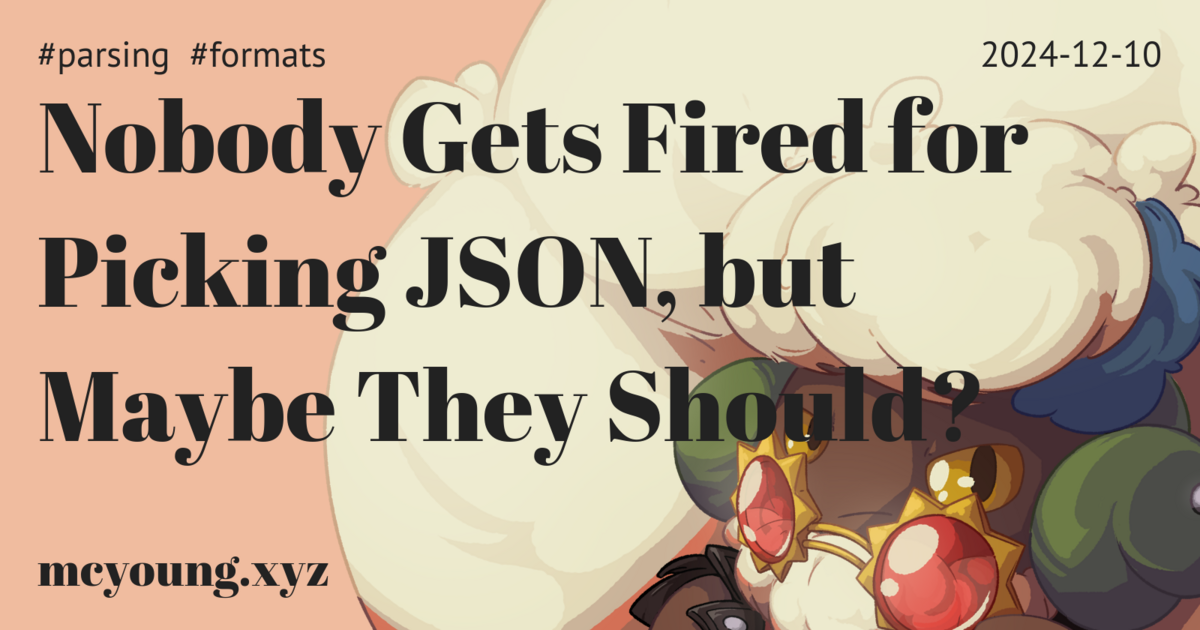 #parsing #formats
2024-12-10
Nobody Gets Fired for
Picking JSON, but
Maybe They Should?
mcyoung.xyz